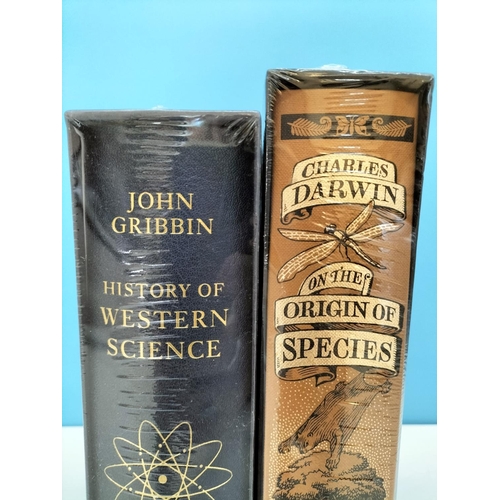 JOHN
GRIBBIN
HISTORY OF
WESTERN
SCIENCE
CHARLES
DARWIN
ON THE
ORIGIN OF
SPECIES